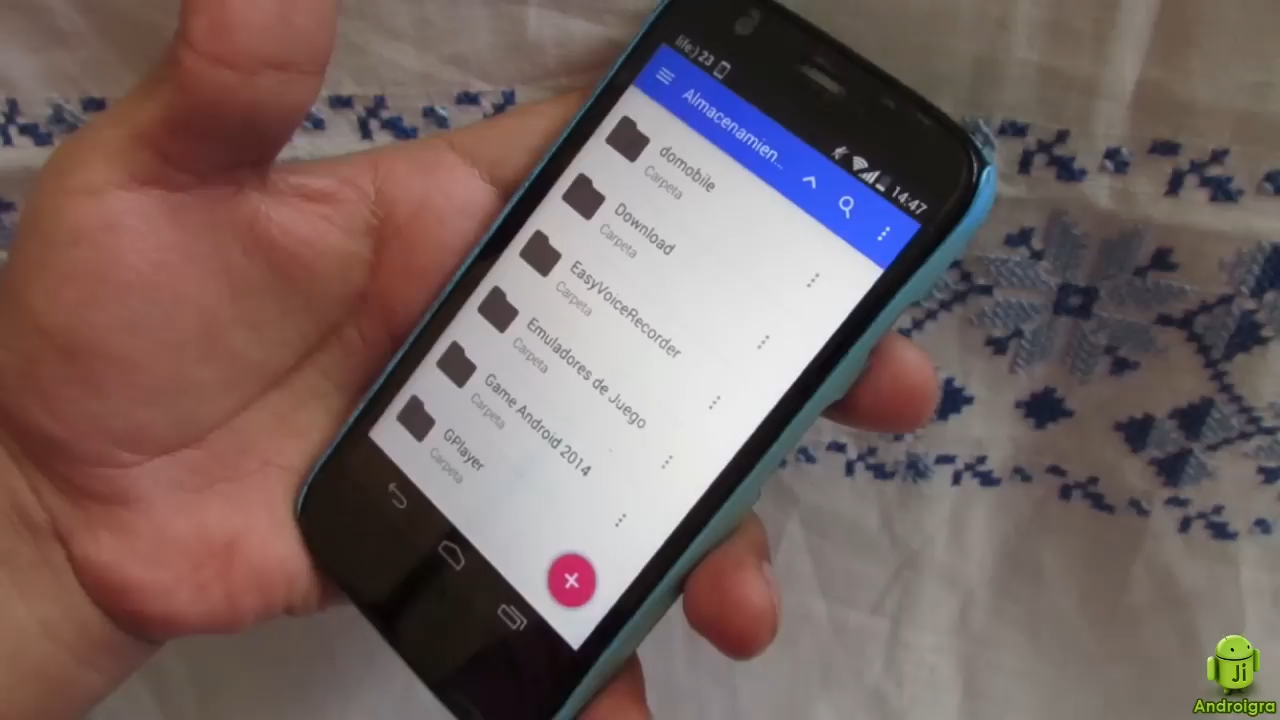 life:) 23
14:47
Almacenamien...
domobile
Carpeta
Download
Carpeta
EasyVoiceRecorder
Carpeta
Emuladores de Juego
Carpeta
Game Android 2014
Carpeta
GPlayer
Carpeta
Ji
Androigra